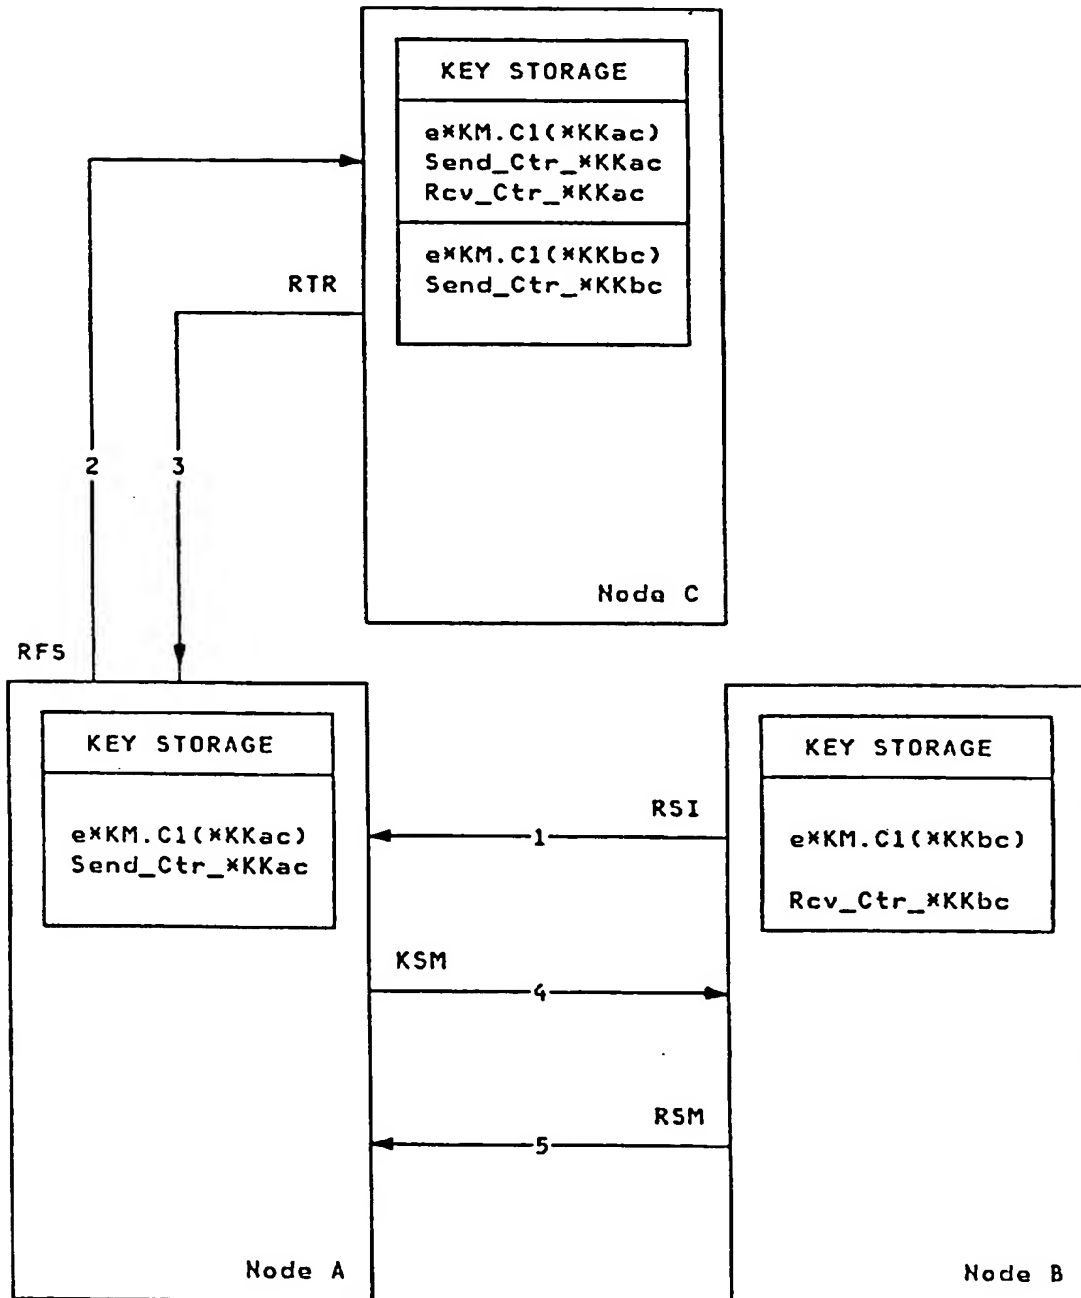 KEY STORAGE
e*KM.C1(*KKac)
Send_Ctr_*KKac
Rcv_Ctr_*KKac
e*KM.C1(*KKbc)
Send_Ctr_*KKbc
RTR
2
3
Node C
RFS
KEY STORAGE
e*KM.C1(*KKac)
Send_Ctr_*KKac
KEY STORAGE
e*KM.C1(*KKbc)
Rcv_Ctr_*KKbc
RSI
1
KSM
4
RSM
5
Node A
Node B